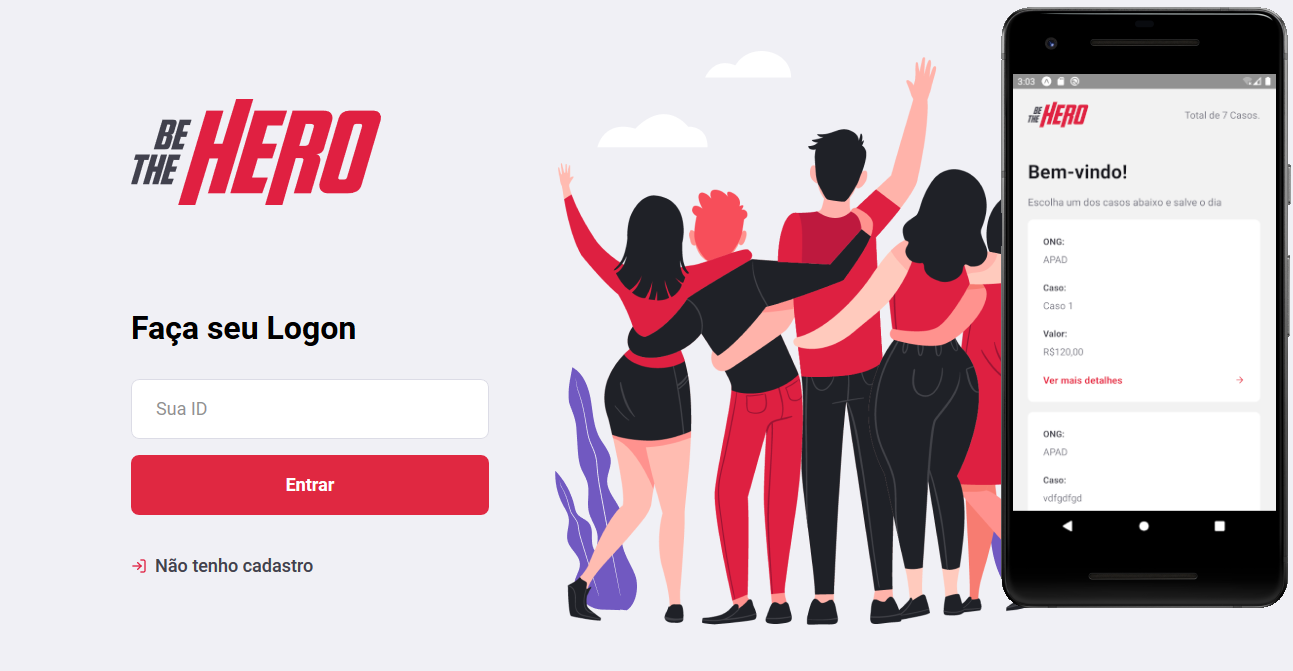 BE
THE HERO
Faça seu Logon
Sua ID
Entrar
Não tenho cadastro
3:03
BE
THE HERO
Total de 7 Casos.
Bem-vindo!
Escolha um dos casos abaixo e salve o dia
ONG:
APAD
Caso:
Caso 1
Valor:
R$120,00
Ver mais detalhes
ONG:
APAD
Caso:
vdfgdfgd